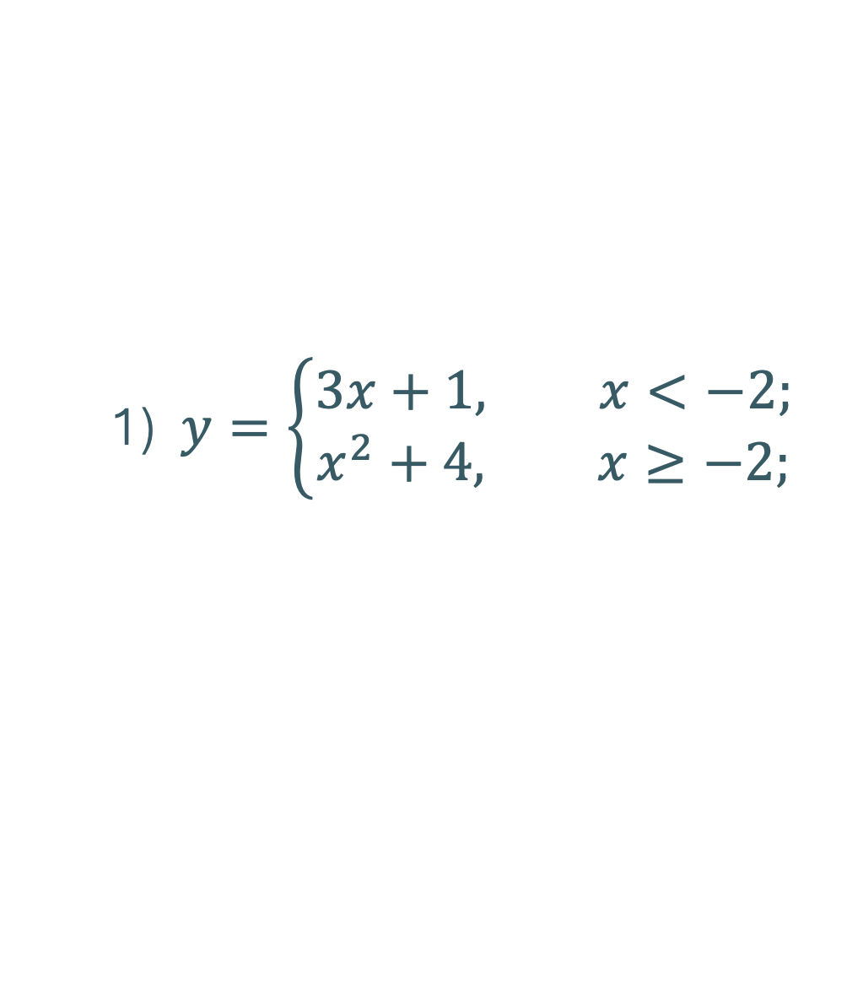 1) y = {3x + 1, x < −2;
x² + 4, x ≥ −2;